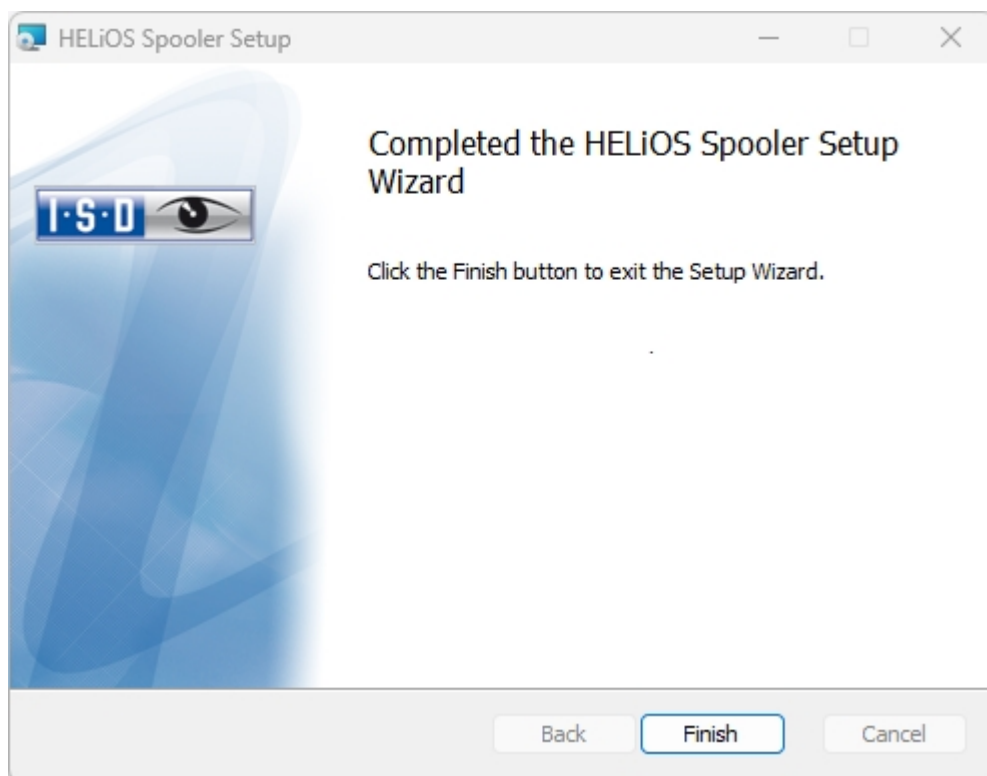 HELiOS Spooler Setup
Completed the HELiOS Spooler Setup
Wizard
I·S·D
Click the Finish button to exit the Setup Wizard.
Back
Finish
Cancel